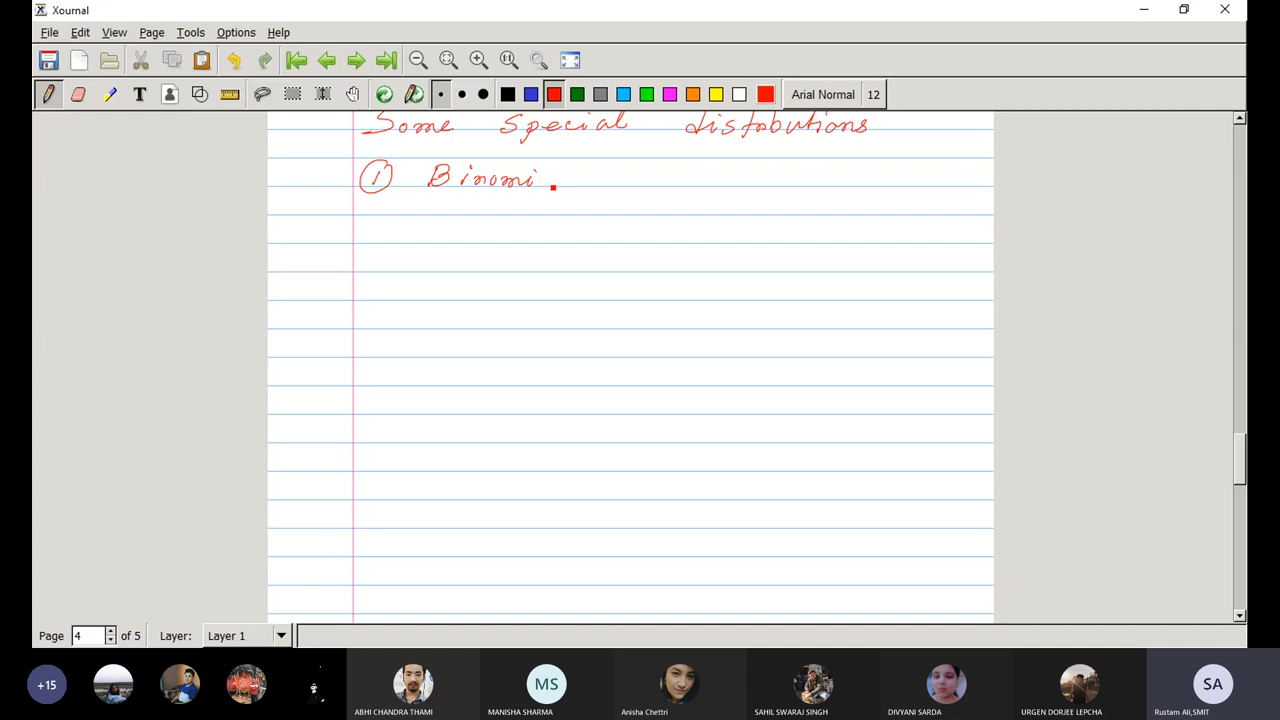 Xournal
File Edit View Page Tools Options Help
Arial Normal 12
Some special distributions
① Binomi
Page 4 of 5 Layer: Layer 1
+15 MS SA
ABHI CHANDRA THAMI MANISHA SHARMA Anisha Chettri SAHIL SWARAJ SINGH DIVYANI SARDA URGEN DORJEE LEPCHA Rustam Ali,SMIT